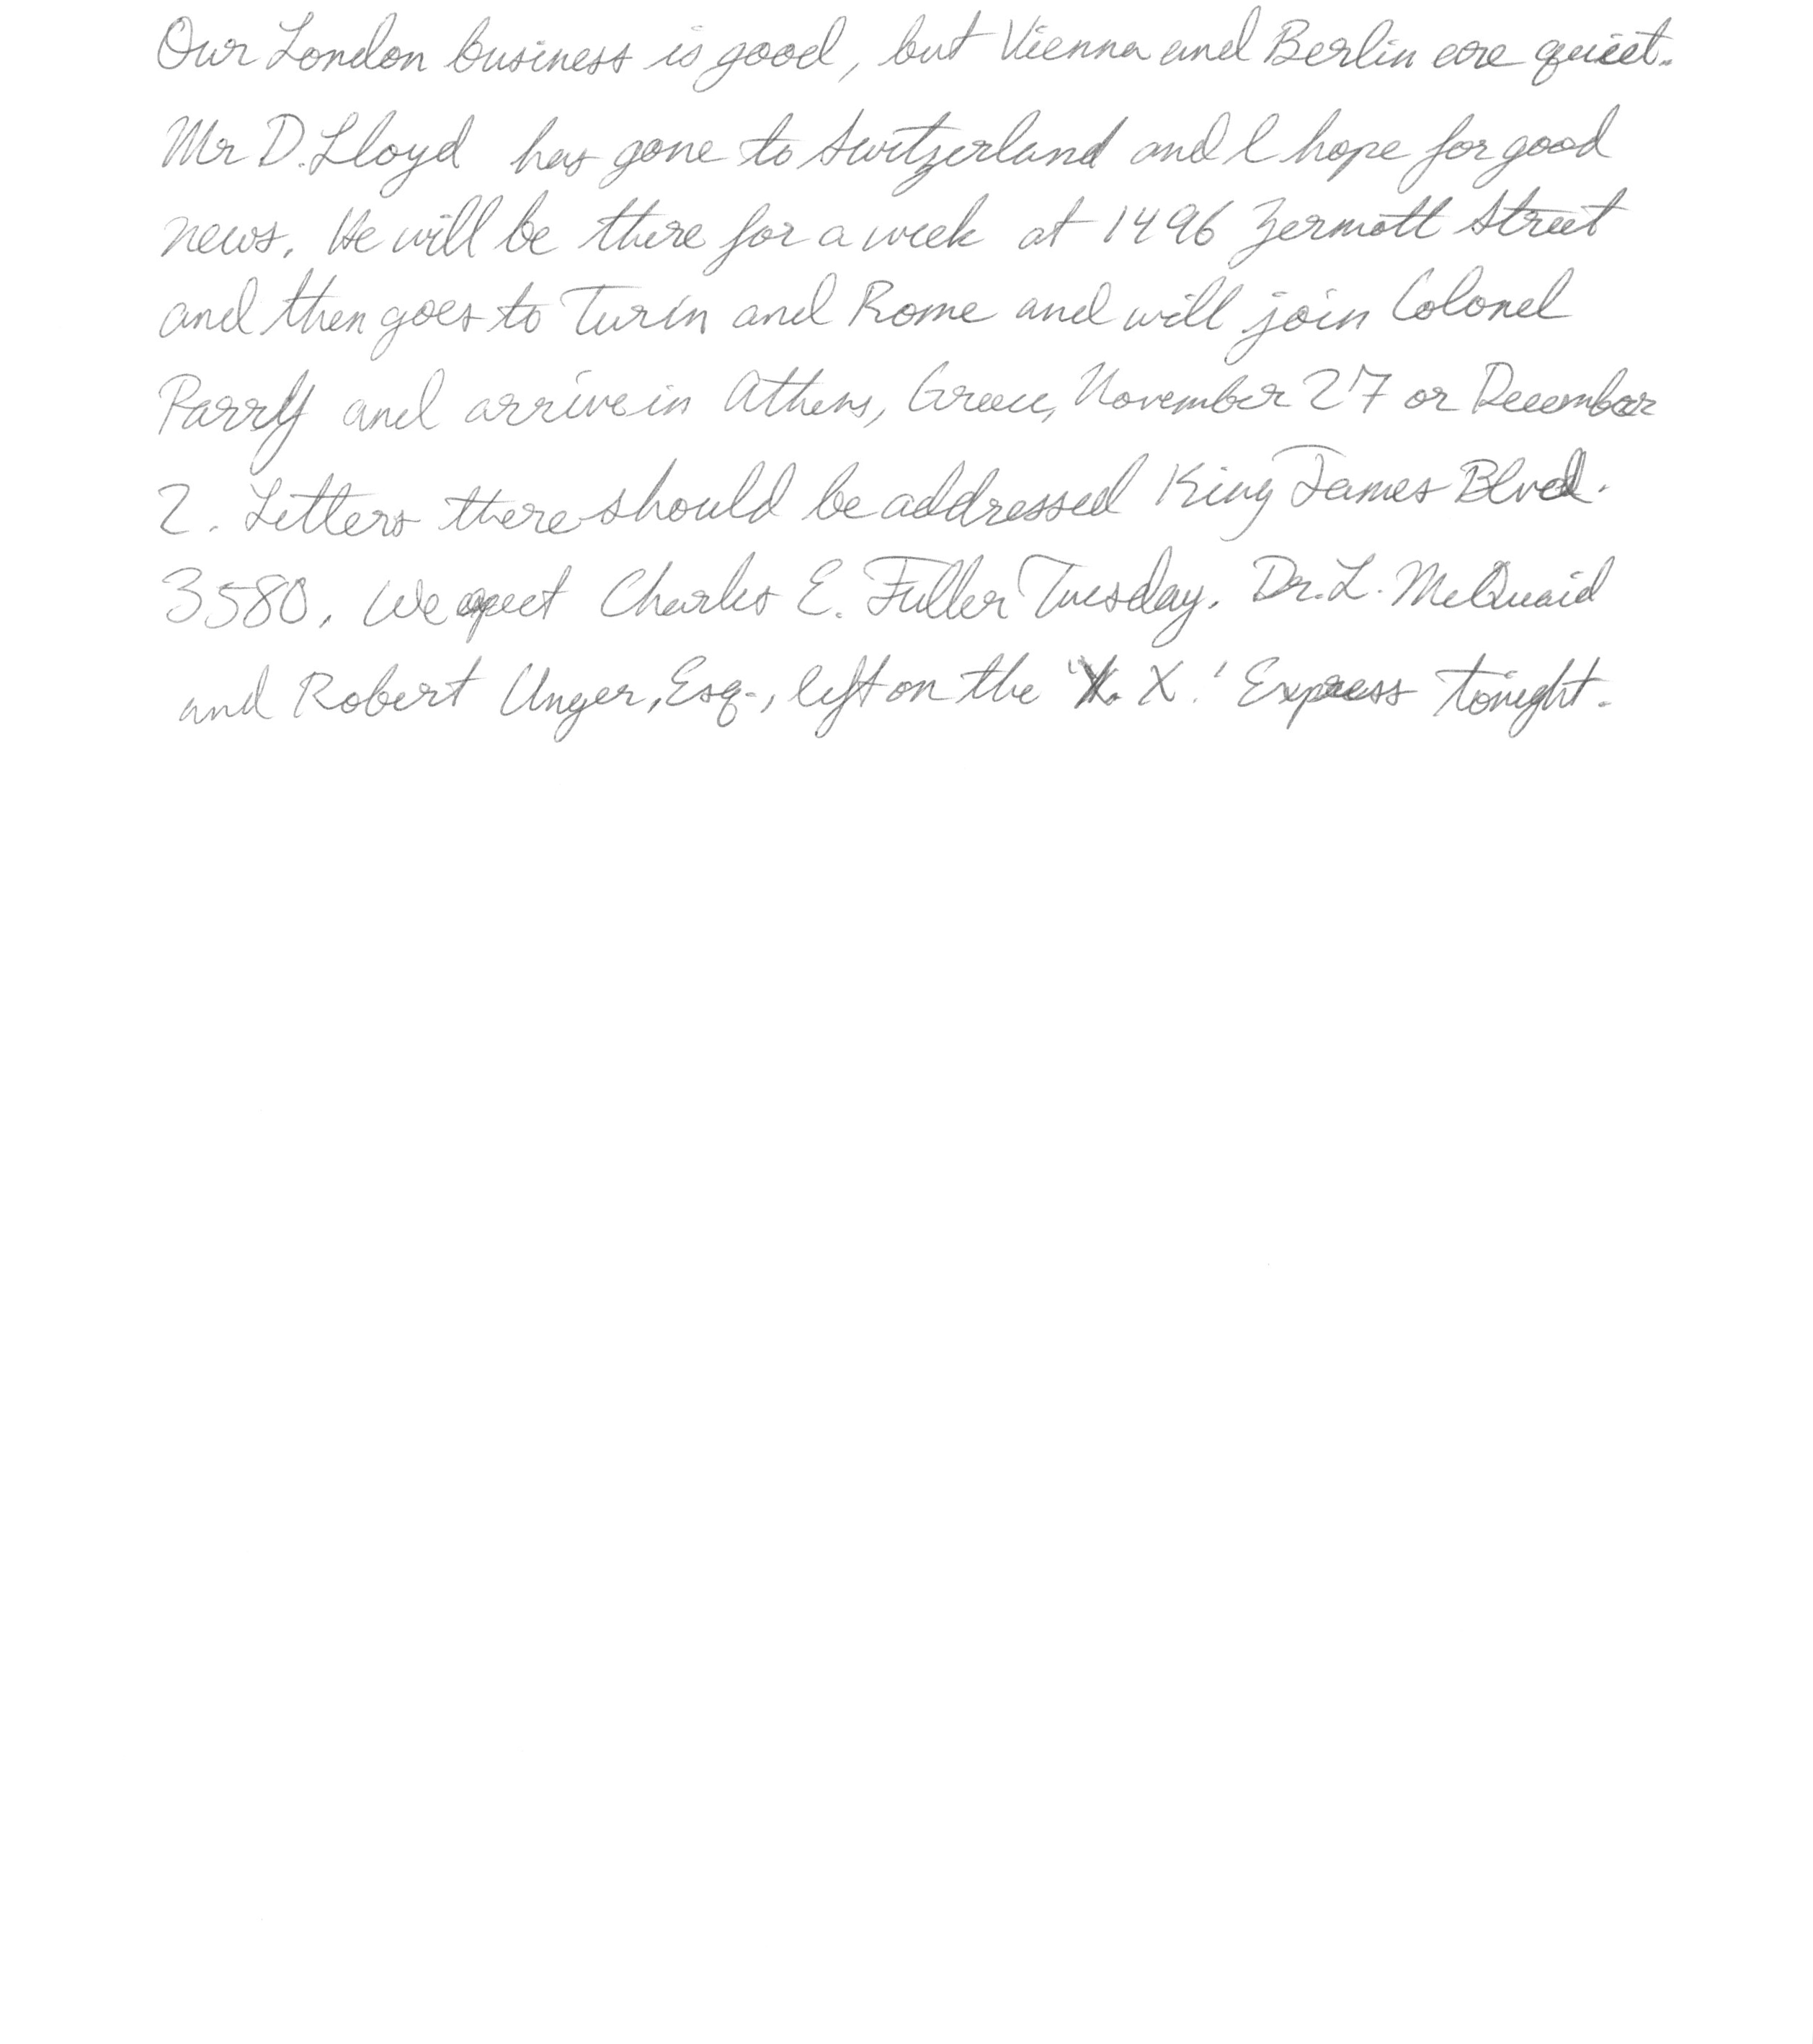 Our London business is good, but Vienna and Berlin are quiet.
Mr D. Lloyd has gone to Switzerland and I hope for good
news. He will be there for a week at 1496 Zermott Street
and then goes to Turin and Rome and will join Colonel
Parry and arrive in Athens, Greece, November 27 or December
2. Letters there should be addressed King James Blvd.
3580. We expect Charles E. Fuller Tuesday. Dr. L. McQuaid
and Robert Unger, Esq., left on the 'X. X.' Express tonight.